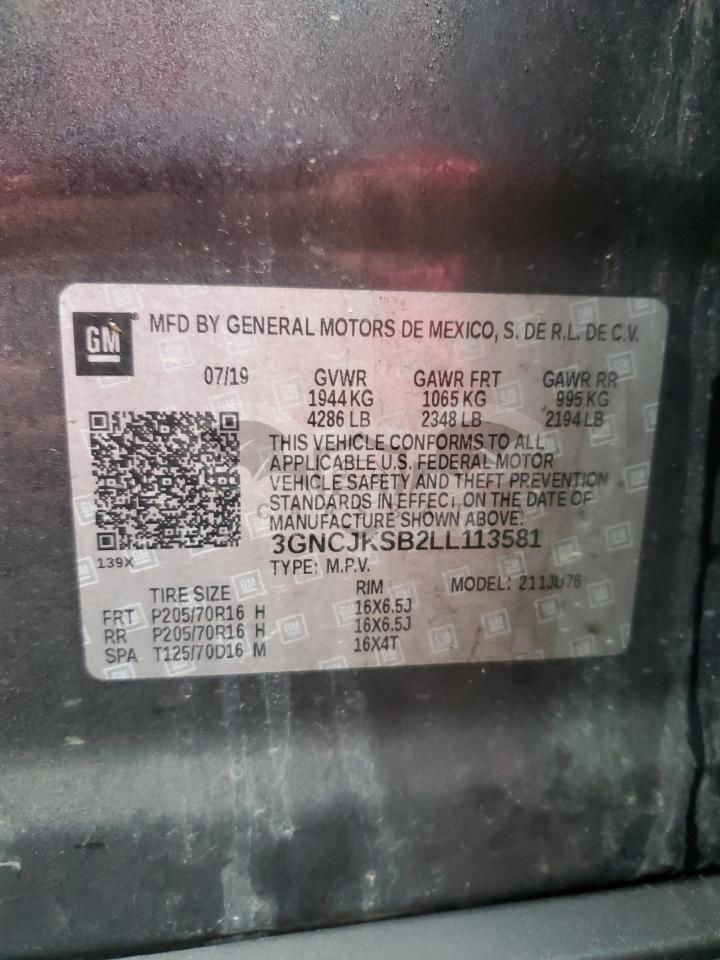 GM
MFD BY GENERAL MOTORS DE MEXICO, S. DE R.L. DE C.V.
07/19 GVWR GAWR FRT GAWR RR
1944 KG 1065 KG 995 KG
4286 LB 2348 LB 2194 LB
THIS VEHICLE CONFORMS TO ALL
APPLICABLE U.S. FEDERAL MOTOR
VEHICLE SAFETY AND THEFT PREVENTION
STANDARDS IN EFFECT ON THE DATE OF
MANUFACTURE SHOWN ABOVE.
3GNCJKSB2LL113581
139X
TYPE: M.P.V.
TIRE SIZE RIM MODEL: 211JU76
FRT P205/70R16 H 16X6.5J
RR P205/70R16 H 16X6.5J
SPA T125/70D16 M 16X4T